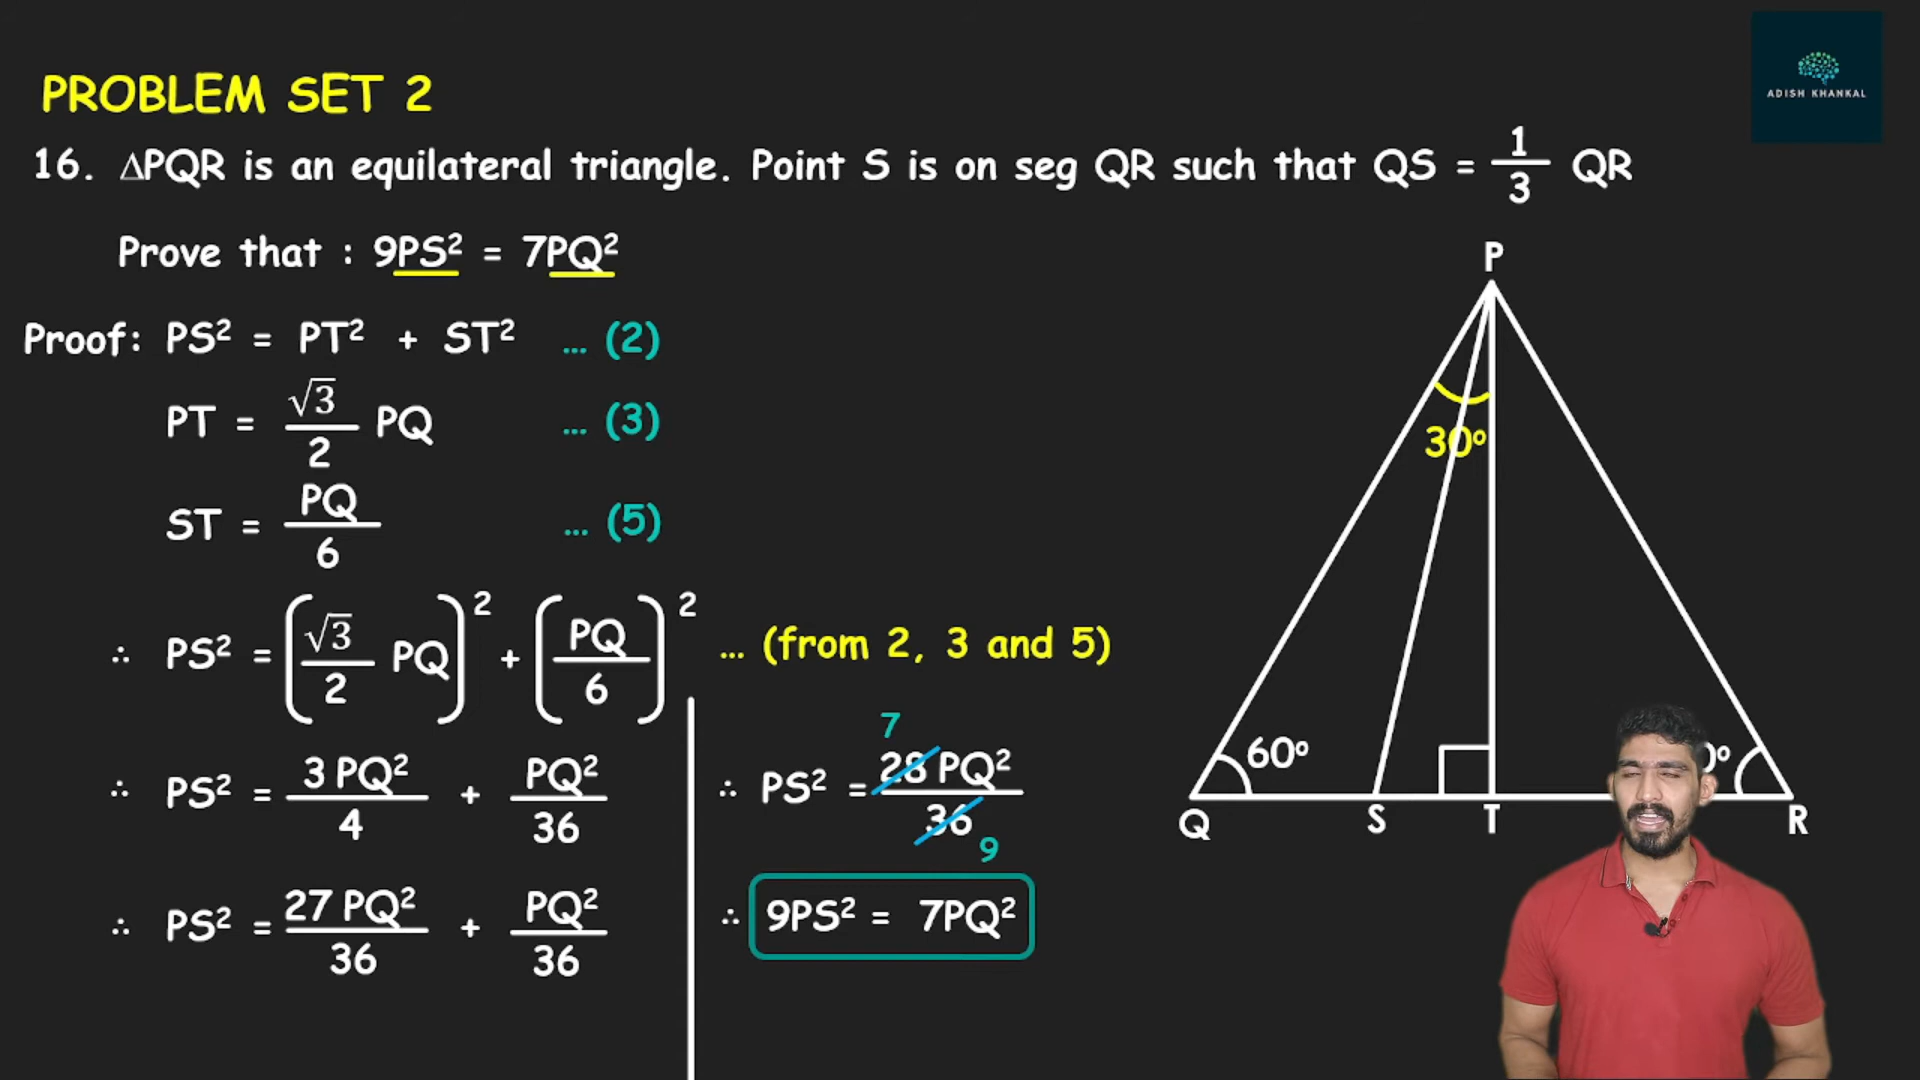 ADISH KHANKAL
PROBLEM SET 2
16. ∆PQR is an equilateral triangle. Point S is on seg QR such that QS = 1/3 QR
Prove that : 9PS² = 7PQ²
Proof: PS² = PT² + ST² ... (2)
PT = √3/2 PQ ... (3)
ST = PQ/6 ... (5)
∴ PS² = (√3/2 PQ)² + (PQ/6)² ... (from 2, 3 and 5)
∴ PS² = 3 PQ²/4 + PQ²/36
∴ PS² = 27 PQ²/36 + PQ²/36
7
∴ PS² = 28 PQ²/36
9
∴ 9PS² = 7PQ²
P
30°
60°
Q
S
T
R